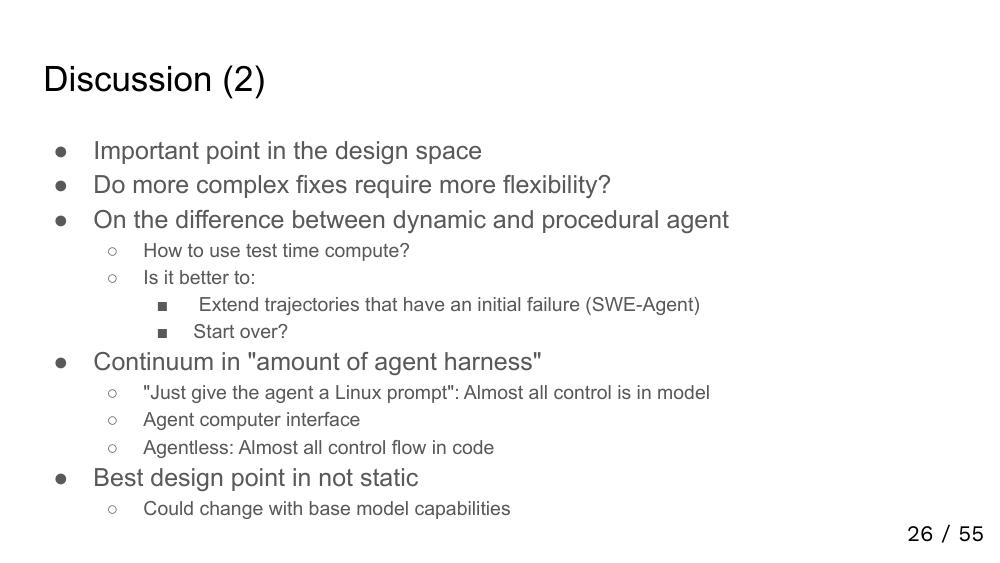 Discussion (2)
● Important point in the design space
● Do more complex fixes require more flexibility?
● On the difference between dynamic and procedural agent
○ How to use test time compute?
○ Is it better to:
■ Extend trajectories that have an initial failure (SWE-Agent)
■ Start over?
● Continuum in "amount of agent harness"
○ "Just give the agent a Linux prompt": Almost all control is in model
○ Agent computer interface
○ Agentless: Almost all control flow in code
● Best design point in not static
○ Could change with base model capabilities
26 / 55